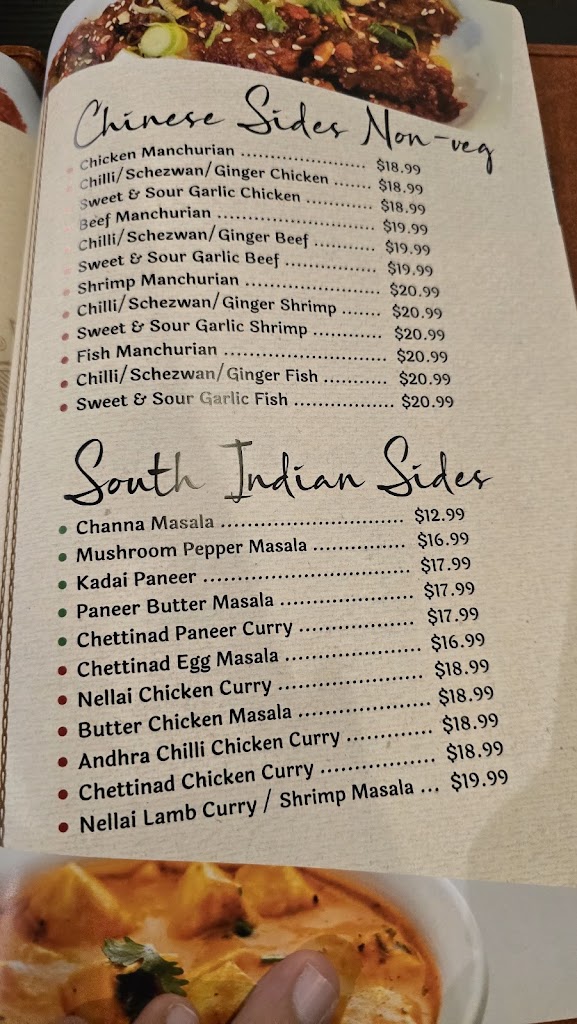 Chinese Sides Non-veg
Chicken Manchurian ................... $18.99
Chilli/Schezwan/Ginger Chicken ....... $18.99
Sweet & Sour Garlic Chicken .......... $18.99
Beef Manchurian ........................ $19.99
Chilli/Schezwan/Ginger Beef .......... $19.99
Sweet & Sour Garlic Beef .............. $19.99
Shrimp Manchurian .................... $20.99
Chilli/Schezwan/Ginger Shrimp ....... $20.99
Sweet & Sour Garlic Shrimp ............ $20.99
Fish Manchurian ......................... $20.99
Chilli/Schezwan/Ginger Fish ........... $20.99
Sweet & Sour Garlic Fish ................. $20.99
South Indian Sides
Channa Masala ........................... $12.99
Mushroom Pepper Masala .............. $16.99
Kadai Paneer ............................... $17.99
Paneer Butter Masala .................... $17.99
Chettinad Paneer Curry ................. $17.99
Chettinad Egg Masala .................... $16.99
Nellai Chicken Curry ..................... $18.99
Butter Chicken Masala ................... $18.99
Andhra Chilli Chicken Curry ............. $18.99
Chettinad Chicken Curry ................. $18.99
Nellai Lamb Curry / Shrimp Masala ... $19.99